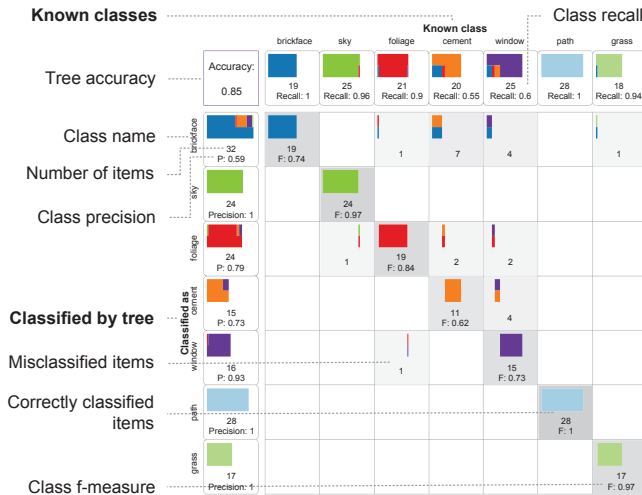 Known classes
Known class
Class recall
brickface
sky
foliage
cement
window
path
grass
Tree accuracy
Accuracy:
0.85
19
Recall: 1
25
Recall: 0.96
21
Recall: 0.9
20
Recall: 0.55
25
Recall: 0.6
28
Recall: 1
18
Recall: 0.94
Class name
Number of items
Class precision
brickface
32
P: 0.59
19
F: 0.74
1
7
4
1
sky
24
Precision: 1
24
F: 0.97
foliage
24
P: 0.79
1
19
F: 0.84
2
2
Classified by tree
Classified as
cement
15
P: 0.73
11
F: 0.62
4
Misclassified items
window
16
P: 0.93
1
15
F: 0.73
Correctly classified
items
path
28
Precision: 1
28
F: 1
Class f-measure
grass
17
Precision: 1
17
F: 0.97